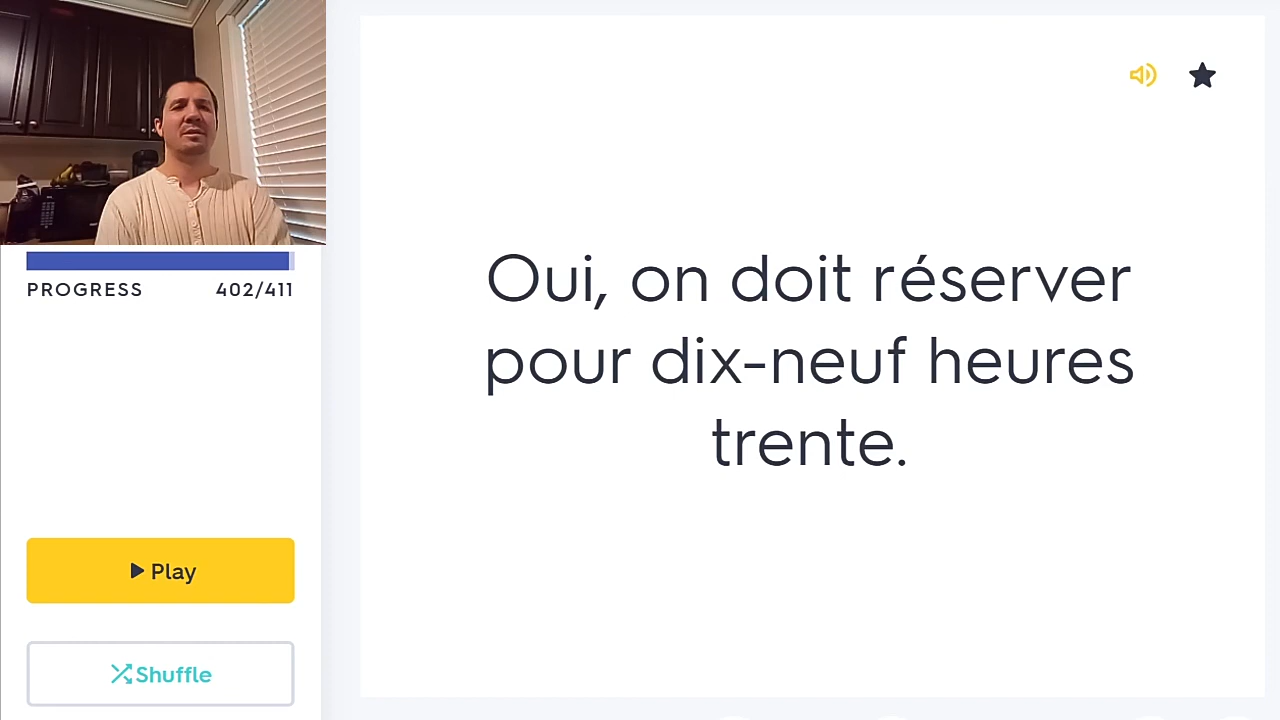 Oui, on doit réserver
pour dix-neuf heures
trente.
PROGRESS 402/411
Play
Shuffle